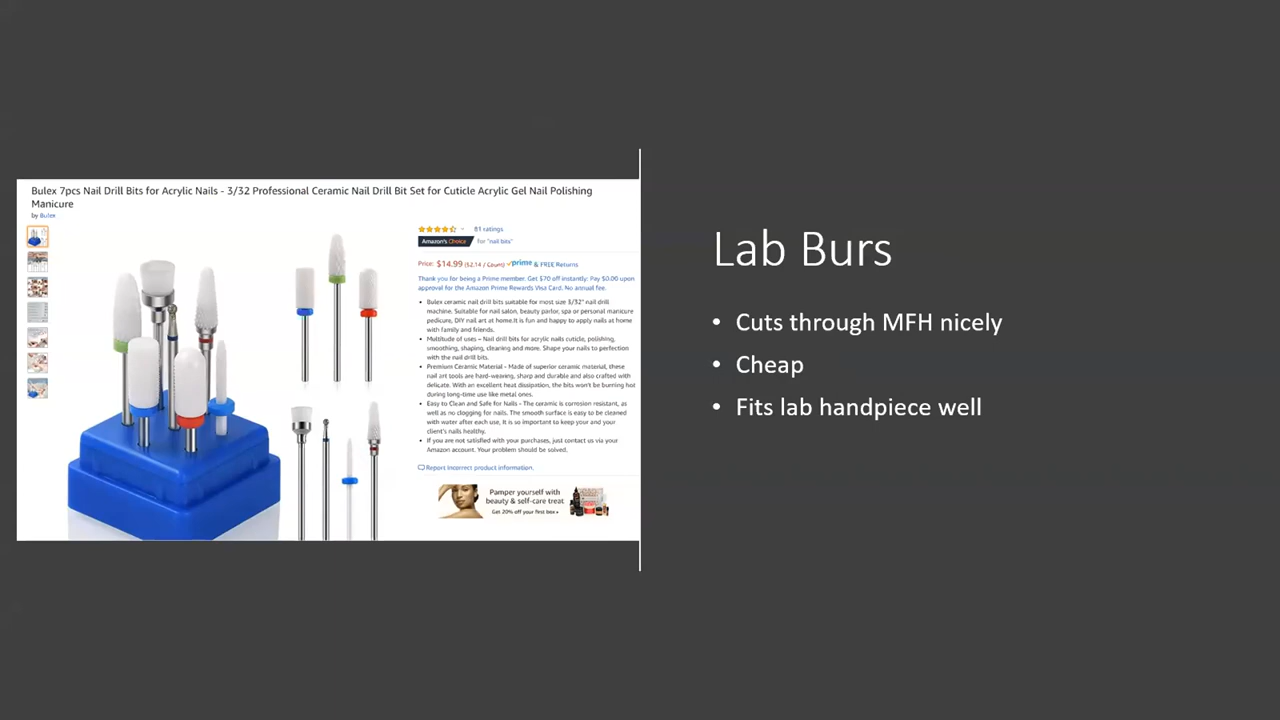 Bulex 7pcs Nail Drill Bits for Acrylic Nails - 3/32 Professional Ceramic Nail Drill Bit Set for Cuticle Acrylic Gel Nail Polishing
Manicure
by Bulex
81 ratings
Amazon's Choice for "nail bits"
Price: $14.99 ($2.14 / Count) prime & FREE Returns
Thank you for being a Prime member. Get $70 off instantly: Pay $0.00 upon
approval for the Amazon Prime Rewards Visa Card. No annual fee.
• Bulex ceramic nail drill bits suitable for most size 3/32" nail drill
machine. Suitable for nail salon, beauty parlor, spa or personal manicure
pedicure, DIY nail art at home.It is fun and happy to apply nails at home
with family and friends.
• Multitude of uses – Nail drill bits for acrylic nails cuticle, polishing,
smoothing, shaping, cleaning and more. Shape your nails to perfection
with the nail drill bits.
• Premium Ceramic Material - Made of superior ceramic material, these
nail art tools are hard-wearing, sharp and durable and also crafted with
delicate. With an excellent heat dissipation, the bits won't be burning hot
during long-time use like metal ones.
• Easy to Clean and Safe for Nails - The ceramic is corrosion resistant, as
well as no clogging for nails. The smooth surface is easy to be cleaned
with water after each use, It is so important to keep your and your
client's nails healthy.
• If you are not satisfied with your purchases, just contact us via your
Amazon account. Your problem should be solved.
Report incorrect product information.
Pamper yourself with
beauty & self-care treat
Get 20% off your first box ▸
Lab Burs
• Cuts through MFH nicely
• Cheap
• Fits lab handpiece well